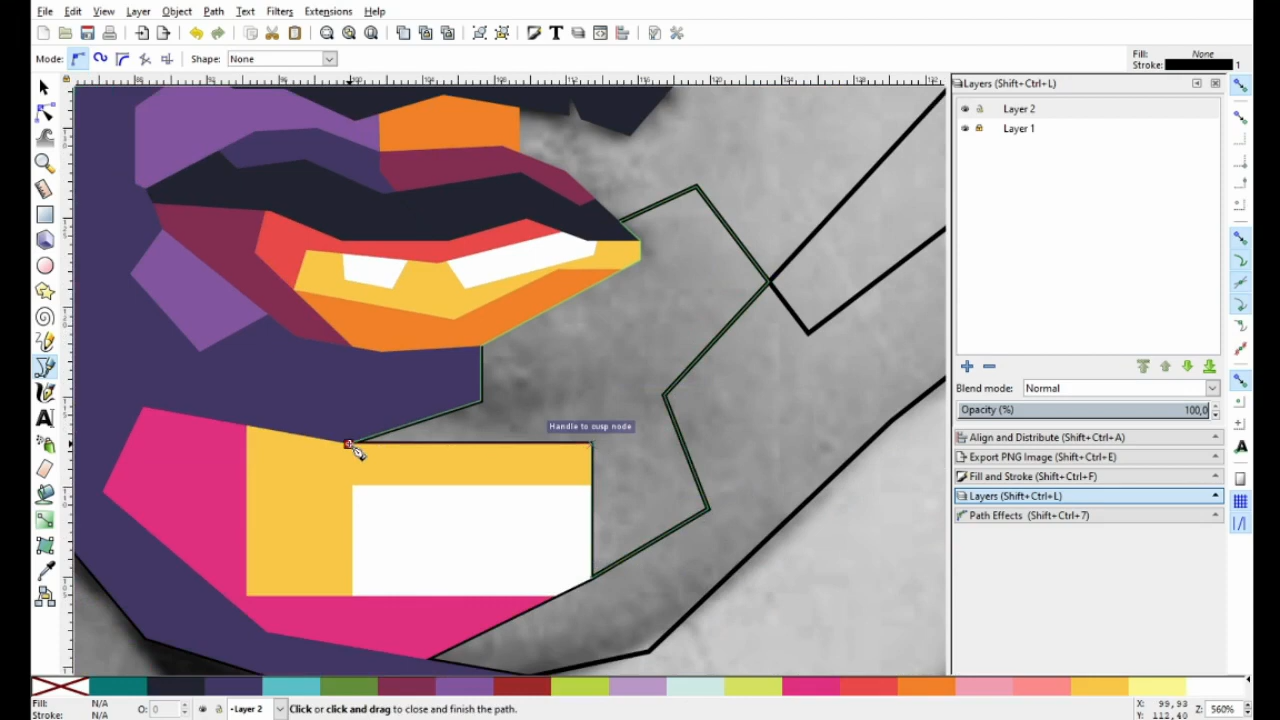 File Edit View Layer Object Path Text Filters Extensions Help
Mode: Shape: None
Fill: None
Stroke: 1
Layers (Shift+Ctrl+L)
Layer 2
Layer 1
Blend mode: Normal
Opacity (%) 100,0
Align and Distribute (Shift+Ctrl+A)
Export PNG Image (Shift+Ctrl+E)
Fill and Stroke (Shift+Ctrl+F)
Layers (Shift+Ctrl+L)
Path Effects (Shift+Ctrl+7)
Handle to cusp node
Fill: N/A
Stroke: N/A
O: 0
Layer 2
Click or click and drag to close and finish the path.
X: 99,93
Y: 112,40
Z: 560%